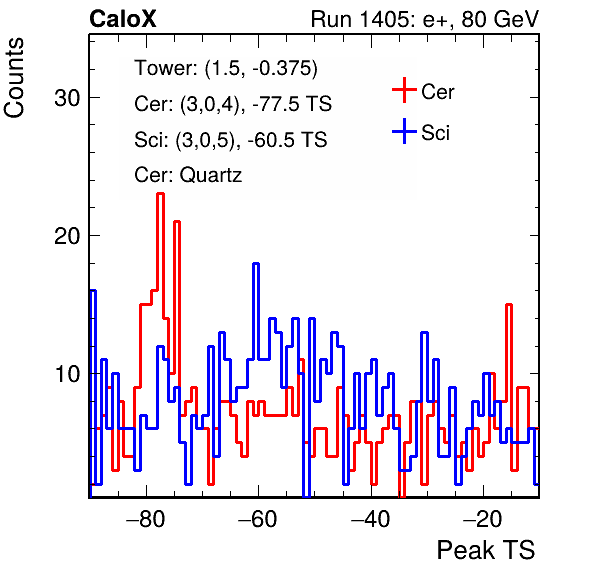 CaloX Run 1405: e+, 80 GeV
Counts
Tower: (1.5, -0.375)
Cer: (3,0,4), -77.5 TS
Sci: (3,0,5), -60.5 TS
Cer: Quartz
Cer
Sci
30
20
10
−80 −60 −40 −20
Peak TS